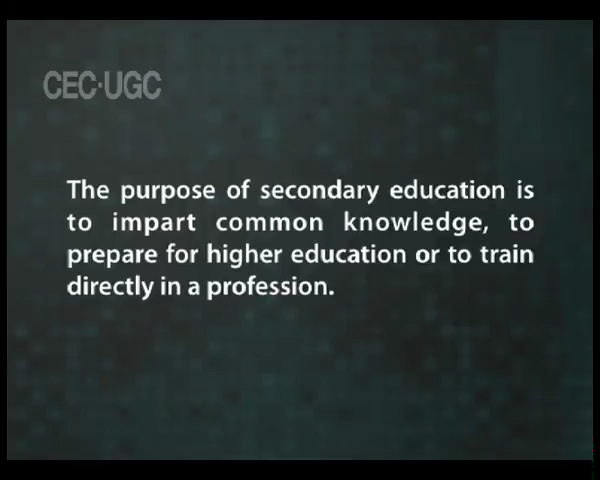 CEC-UGC
The purpose of secondary education is
to impart common knowledge, to
prepare for higher education or to train
directly in a profession.